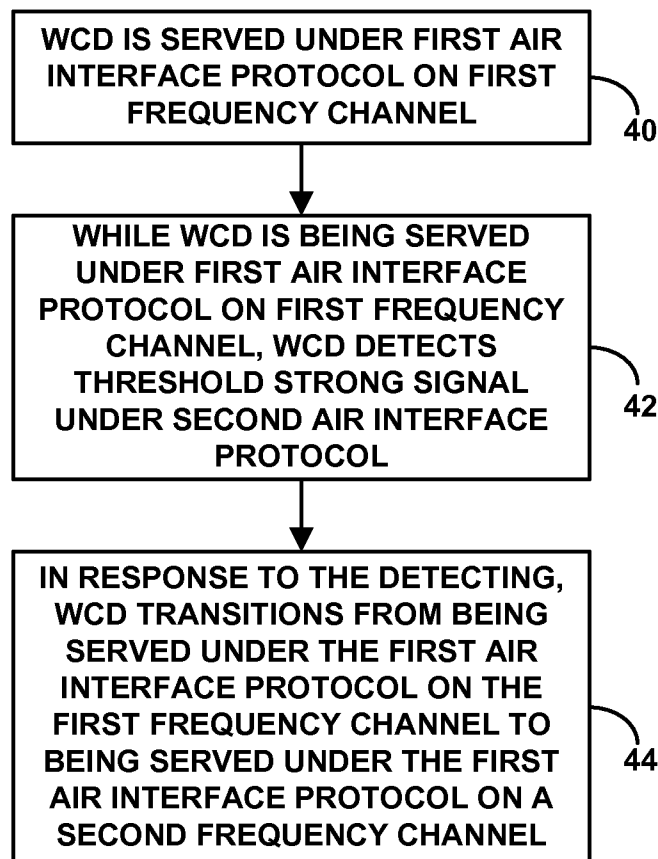 WCD IS SERVED UNDER FIRST AIR
INTERFACE PROTOCOL ON FIRST
FREQUENCY CHANNEL
40
WHILE WCD IS BEING SERVED
UNDER FIRST AIR INTERFACE
PROTOCOL ON FIRST FREQUENCY
CHANNEL, WCD DETECTS
THRESHOLD STRONG SIGNAL
UNDER SECOND AIR INTERFACE
PROTOCOL
42
IN RESPONSE TO THE DETECTING,
WCD TRANSITIONS FROM BEING
SERVED UNDER THE FIRST AIR
INTERFACE PROTOCOL ON THE
FIRST FREQUENCY CHANNEL TO
BEING SERVED UNDER THE FIRST
AIR INTERFACE PROTOCOL ON A
SECOND FREQUENCY CHANNEL
44